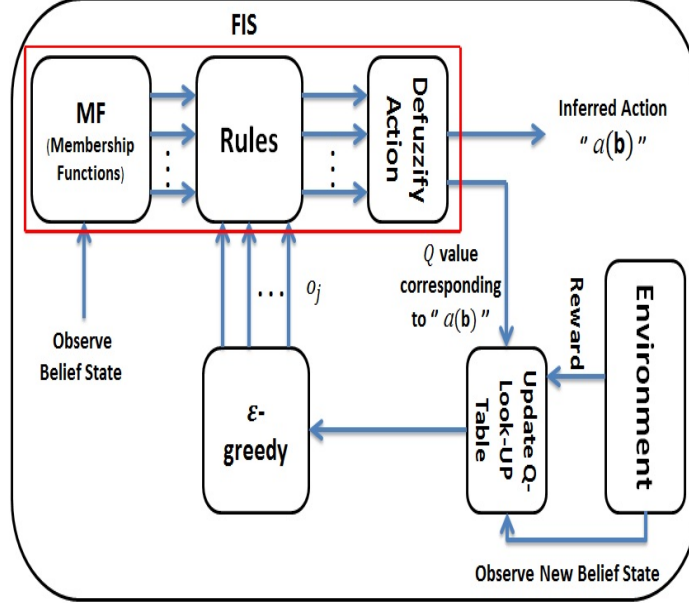 FIS
MF
(Membership
Functions)
Rules
Defuzzify
Action
Inferred Action
" a(b) "
Observe
Belief State
... o_j
Q value
corresponding
to " a(b) "
Reward
Environment
ε-
greedy
Update Q-
Look-UP
Table
Observe New Belief State